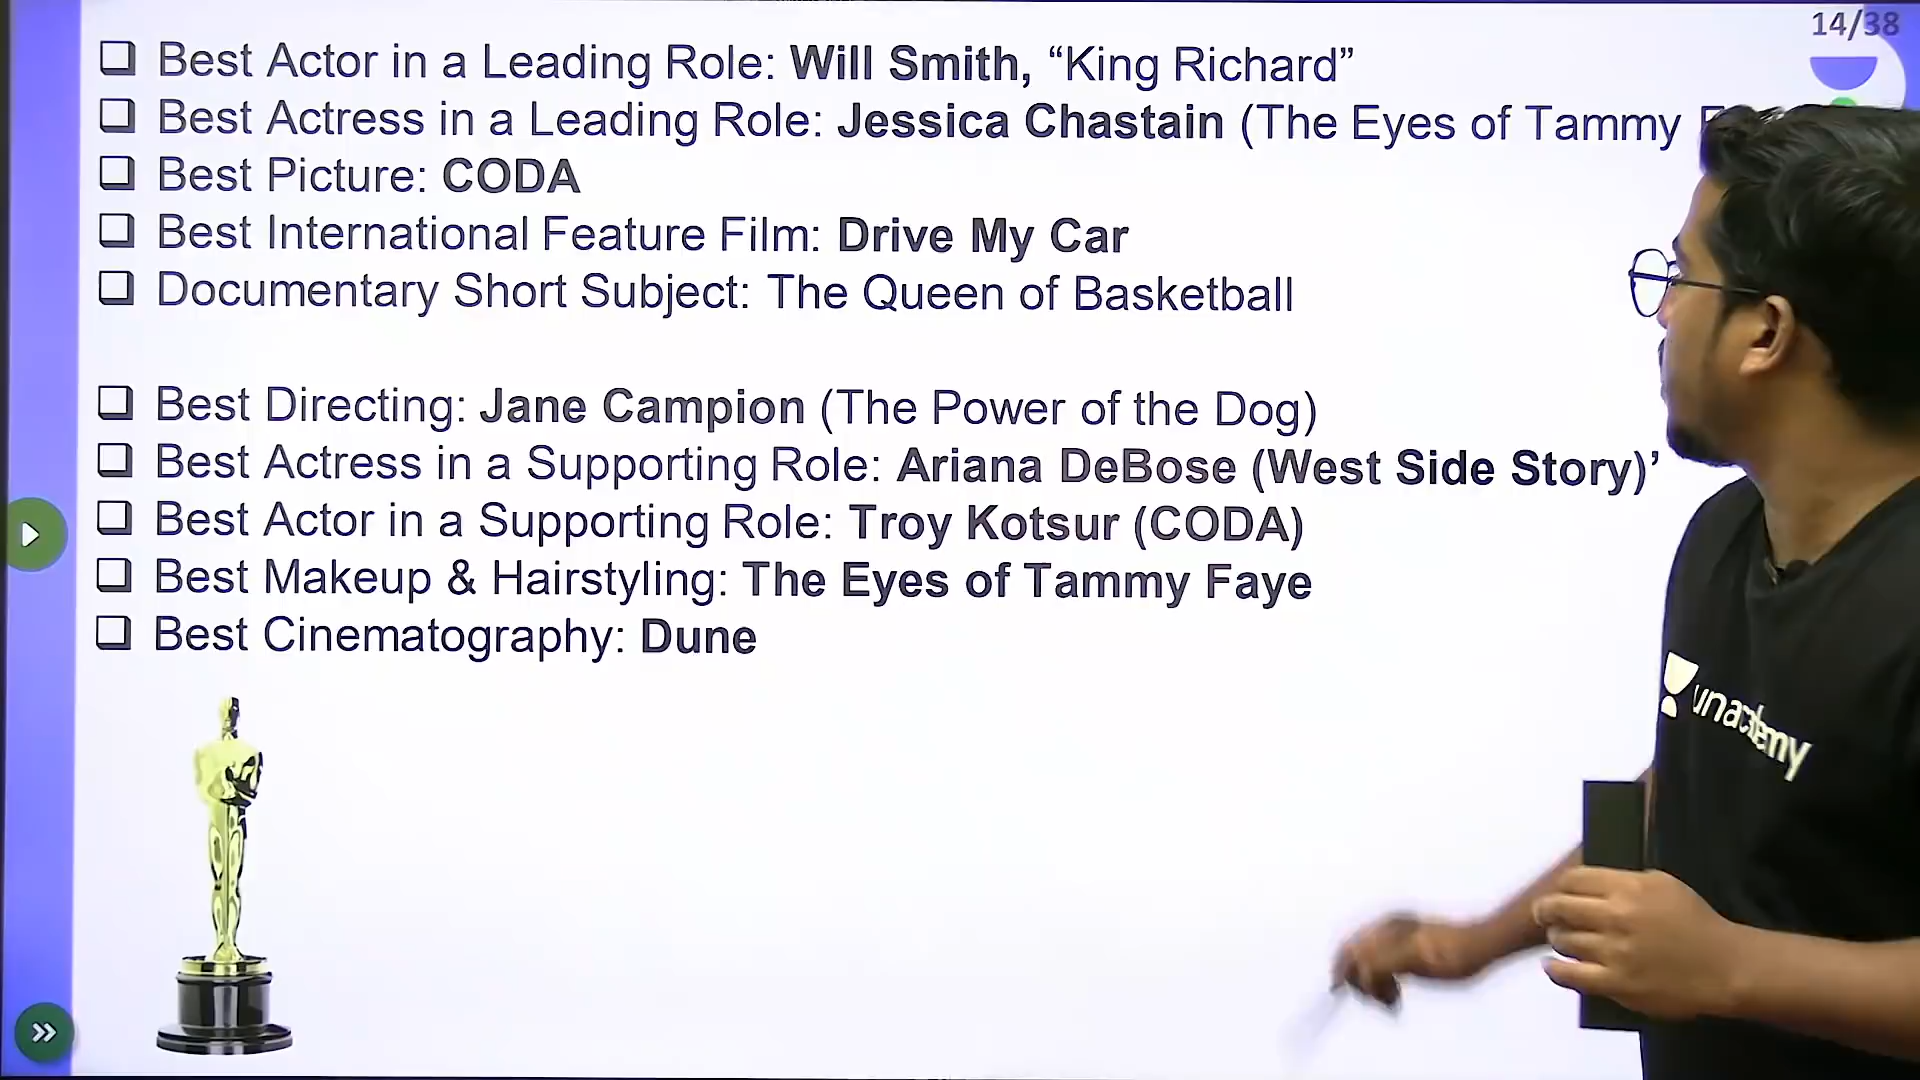 14/38
❑ Best Actor in a Leading Role: Will Smith, “King Richard”
❑ Best Actress in a Leading Role: Jessica Chastain (The Eyes of Tammy
❑ Best Picture: CODA
❑ Best International Feature Film: Drive My Car
❑ Documentary Short Subject: The Queen of Basketball
❑ Best Directing: Jane Campion (The Power of the Dog)
❑ Best Actress in a Supporting Role: Ariana DeBose (West Side Story)’
❑ Best Actor in a Supporting Role: Troy Kotsur (CODA)
❑ Best Makeup & Hairstyling: The Eyes of Tammy Faye
❑ Best Cinematography: Dune
unacademy